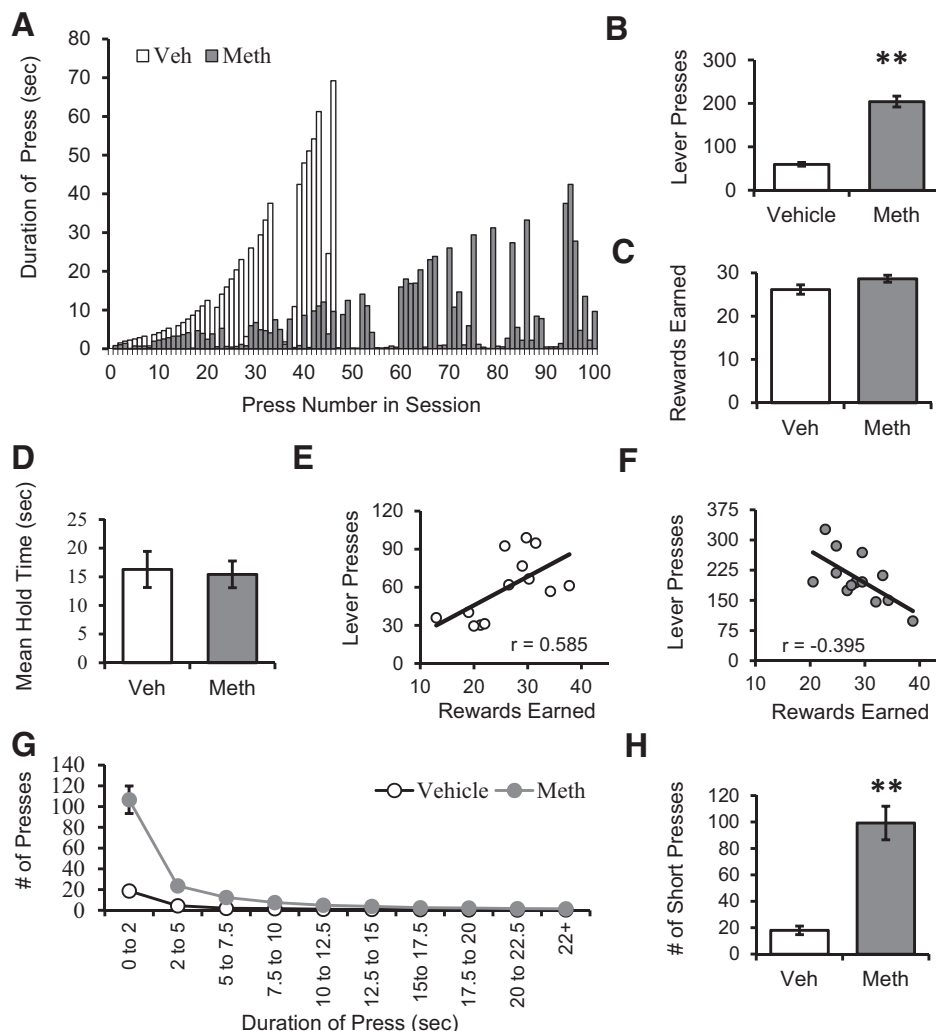 A
Duration of Press (sec)
80
70
60
50
40
30
20
10
0
Veh Meth
0 10 20 30 40 50 60 70 80 90 100
Press Number in Session
B
Lever Presses
300
200
100
0
**
Vehicle Meth
C
Rewards Earned
30
20
10
0
Veh Meth
D
Mean Hold Time (sec)
25
20
15
10
5
0
Veh Meth
E
Lever Presses
120
90
60
30
0
r = 0.585
10 20 30 40
Rewards Earned
F
Lever Presses
375
300
225
150
75
0
r = -0.395
10 20 30 40
Rewards Earned
G
# of Presses
140
120
100
80
60
40
20
0
Vehicle Meth
0 to 2
2 to 5
5 to 7.5
7.5 to 10
10 to 12.5
12.5 to 15
15to 17.5
17.5 to 20
20 to 22.5
22+
Duration of Press (sec)
H
# of Short Presses
120
100
80
60
40
20
0
**
Veh Meth